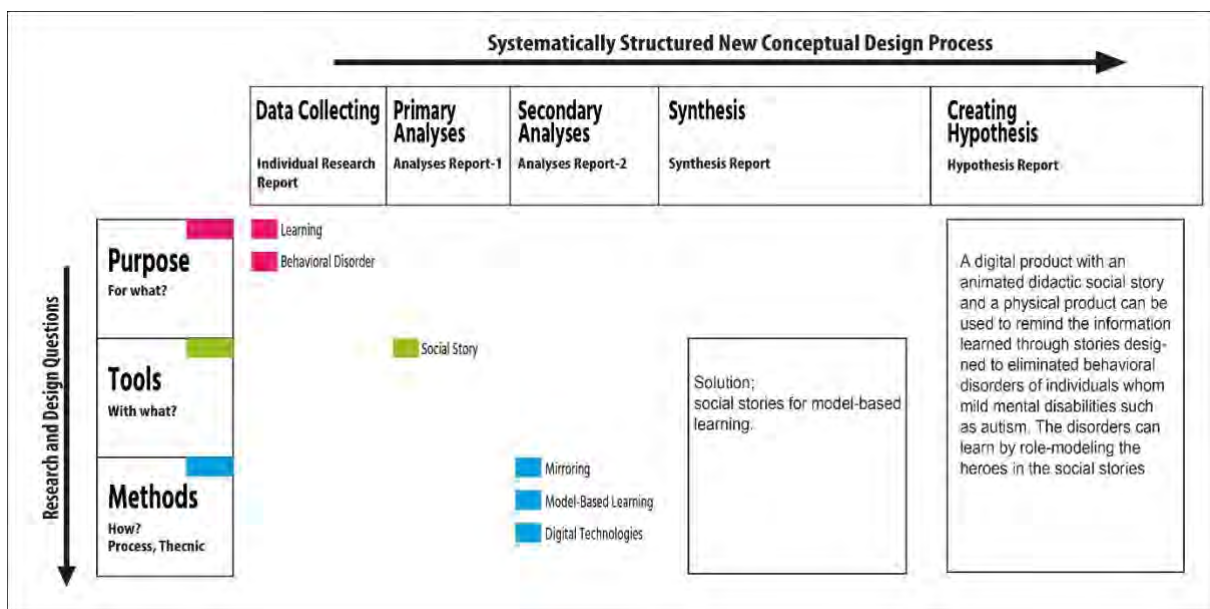 Systematically Structured New Conceptual Design Process
Data Collecting
Individual Research
Report
Primary
Analyses
Analyses Report-1
Secondary
Analyses
Analyses Report-2
Synthesis
Synthesis Report
Creating
Hypothesis
Hypothesis Report
Research and Design Questions
Purpose
For what?
Learning
Behavioral Disorder
Tools
With what?
Social Story
Methods
How?
Process, Thecnic
Mirroring
Model-Based Learning
Digital Technologies
Solution;
social stories for model-based
learning.
A digital product with an
animated didactic social story
and a physical product can be
used to remind the information
learned through stories desig-
ned to eliminated behavioral
disorders of individuals whom
mild mental disabilities such
as autism. The disorders can
learn by role-modeling the
heroes in the social stories